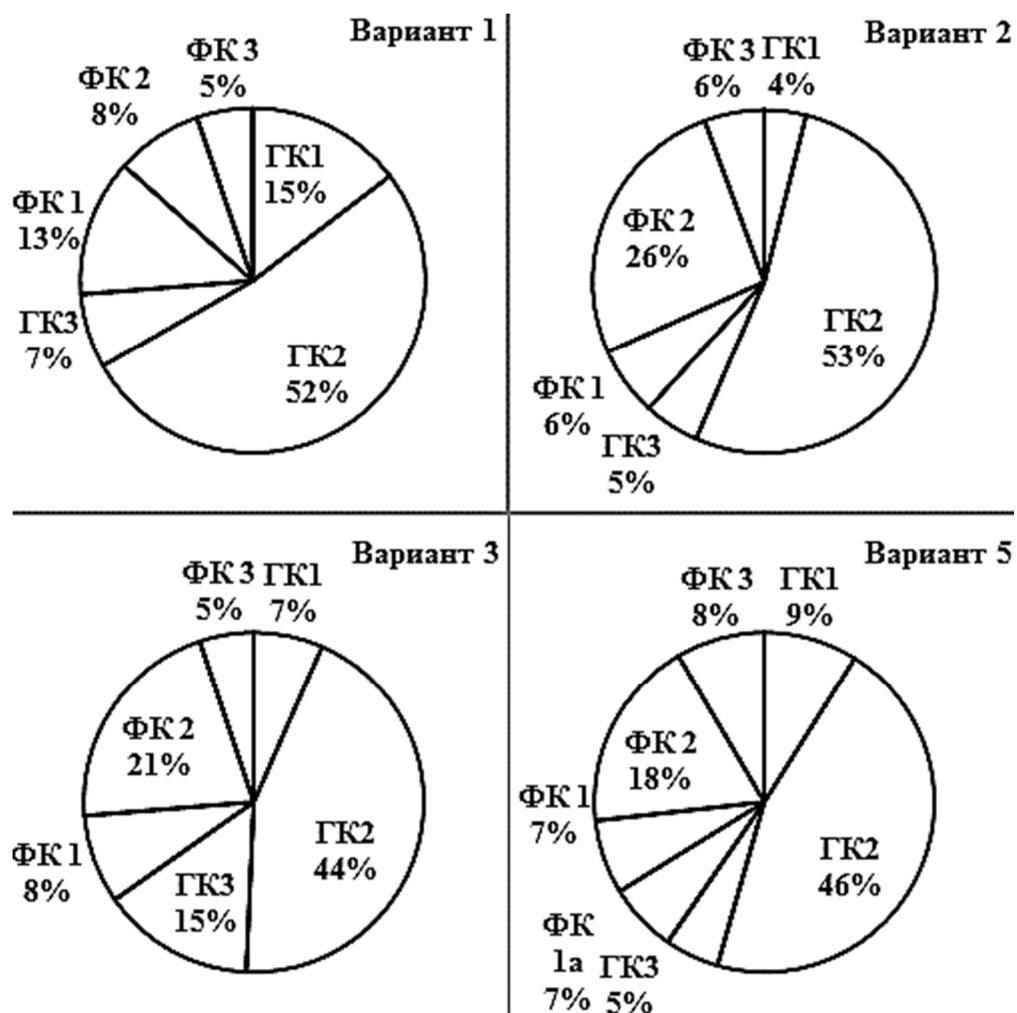 Вариант 1
ФК 3
5%
ФК 2
8%
ГК1
15%
ФК 1
13%
ГК3
7%
ГК2
52%
Вариант 2
ФК 3
6%
ГК1
4%
ФК 2
26%
ГК2
53%
ФК 1
6%
ГК3
5%
Вариант 3
ФК 3
5%
ГК1
7%
ФК 2
21%
ГК2
44%
ФК 1
8%
ГК3
15%
Вариант 5
ФК 3
8%
ГК1
9%
ФК 2
18%
ФК 1
7%
ГК2
46%
ФК
1а
7%
ГК3
5%